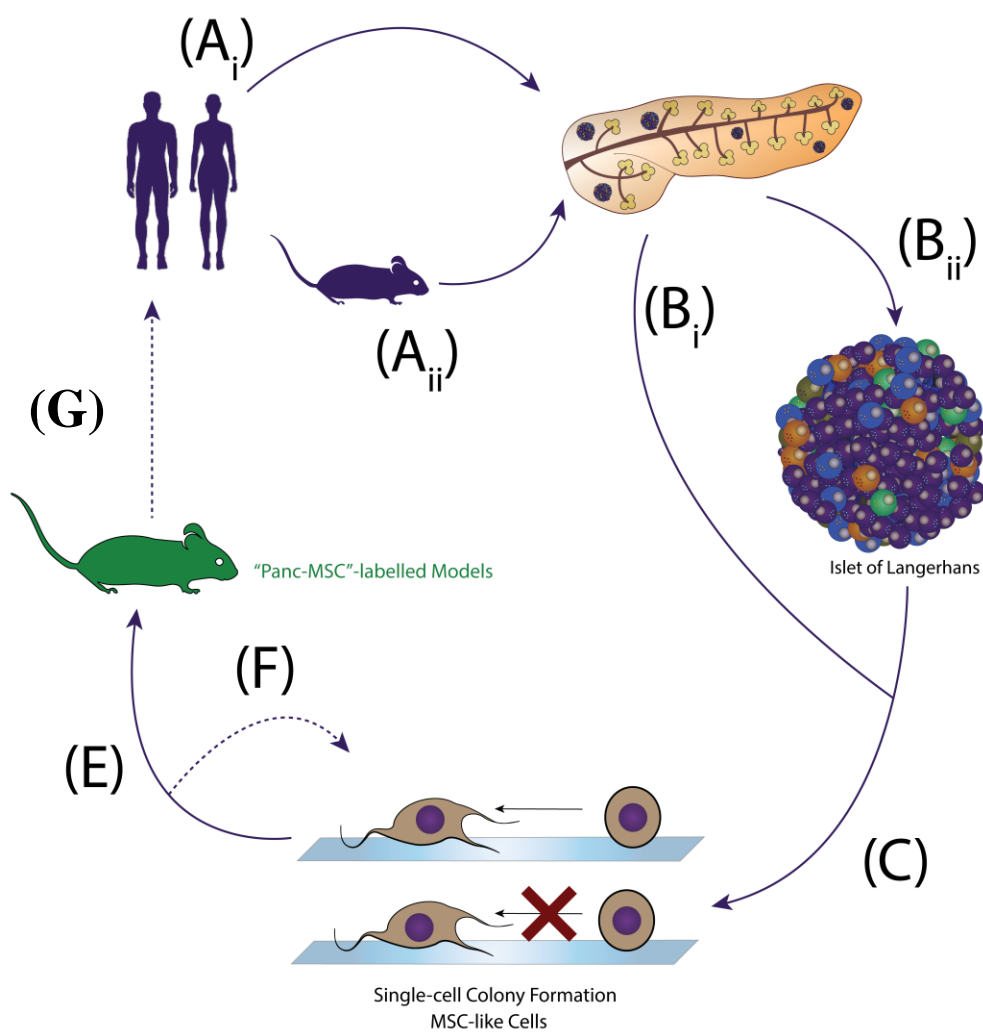 (Ai)
(Aii)
(Bi)
(Bii)
Islet of Langerhans
(G)
“Panc-MSC”-labelled Models
(F)
(E)
(C)
Single-cell Colony Formation
MSC-like Cells